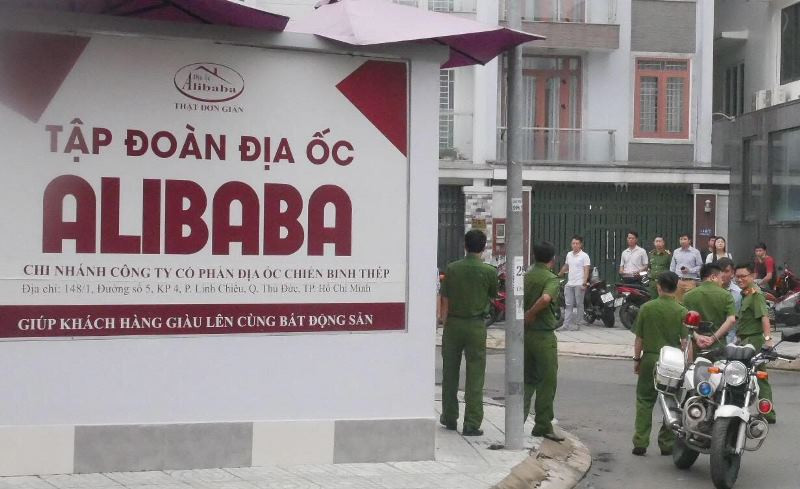 Địa ốc
Alibaba
THẬT ĐƠN GIẢN
TẬP ĐOÀN ĐỊA ỐC
ALIBABA
CHI NHÁNH CÔNG TY CỔ PHẦN ĐỊA ỐC CHIẾN BINH THÉP
Địa chỉ: 148/1, Đường số 5, KP 4, P. Linh Chiểu, Q. Thủ Đức, TP. Hồ Chí Minh
GIÚP KHÁCH HÀNG GIÀU LÊN CÙNG BẤT ĐỘNG SẢN